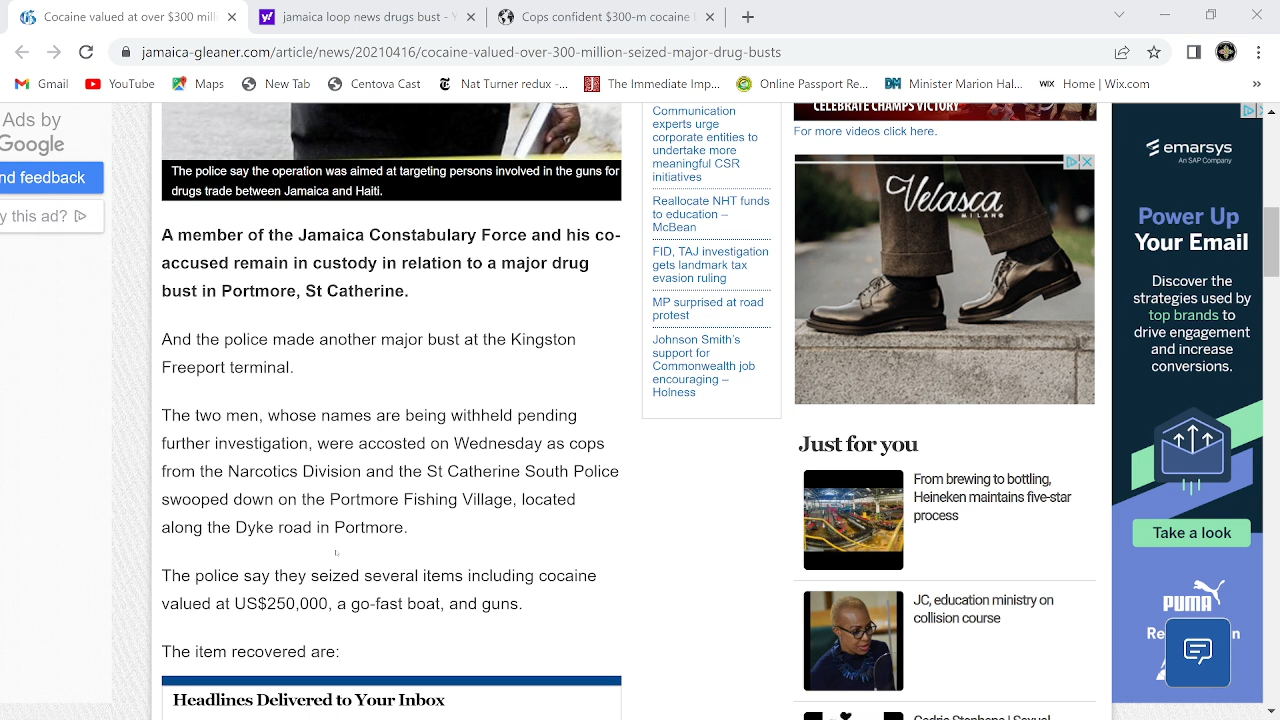 Cocaine valued at over $300 milli
docaine detroit - Y
Cops confident $300-m cocaine
jamaica-gleaner.com/article/news/20210416/cocaine-valued-over-300-million-seized-major-drug-busts
Gmail
YouTube
Maps
New Tab
Centova Cast
Nat Turner redux -...
The Immediate Imp...
Online Passport Re...
Minister Marion Hal...
Home | Wix.com
Ads by
Google
nd feedback
y this ad?
The police say the operation was aimed at targeting persons involved in the guns for
drugs trade between Jamaica and Haiti.
A member of the Jamaica Constabulary Force and his co-
accused remain in custody in relation to a major drug
bust in Portmore, St Catherine.
And the police made another major bust at the Kingston
Freeport terminal.
The two men, whose names are being withheld pending
further investigation, were accosted on Wednesday as cops
from the Narcotics Division and the St Catherine South Police
swooped down on the Portmore Fishing Village, located
along the Dyke road in Portmore.
The police say they seized several items including cocaine
valued at US$250,000, a go-fast boat, and guns.
The item recovered are:
Headlines Delivered to Your Inbox
Communication
experts urge
corporate entities to
undertake more
meaningful CSR
initiatives
Reallocate NHT funds
to education –
McBean
FID, TAJ investigation
gets landmark tax
evasion ruling
MP surprised at road
protest
Johnson Smith's
support for
Commonwealth job
encouraging –
Holness
CELEBRATE CHAMPS VICTORY
For more videos click here.
Velasca
MILANO
Just for you
From brewing to bottling,
Heineken maintains five-star
process
JC, education ministry on
collision course
Cedric Stephens | Sexual
emarsys
An SAP Company
Power Up
Your Email
Discover the
strategies used by
top brands to
drive engagement
and increase
conversions.
Take a look
PUMA
Re
n